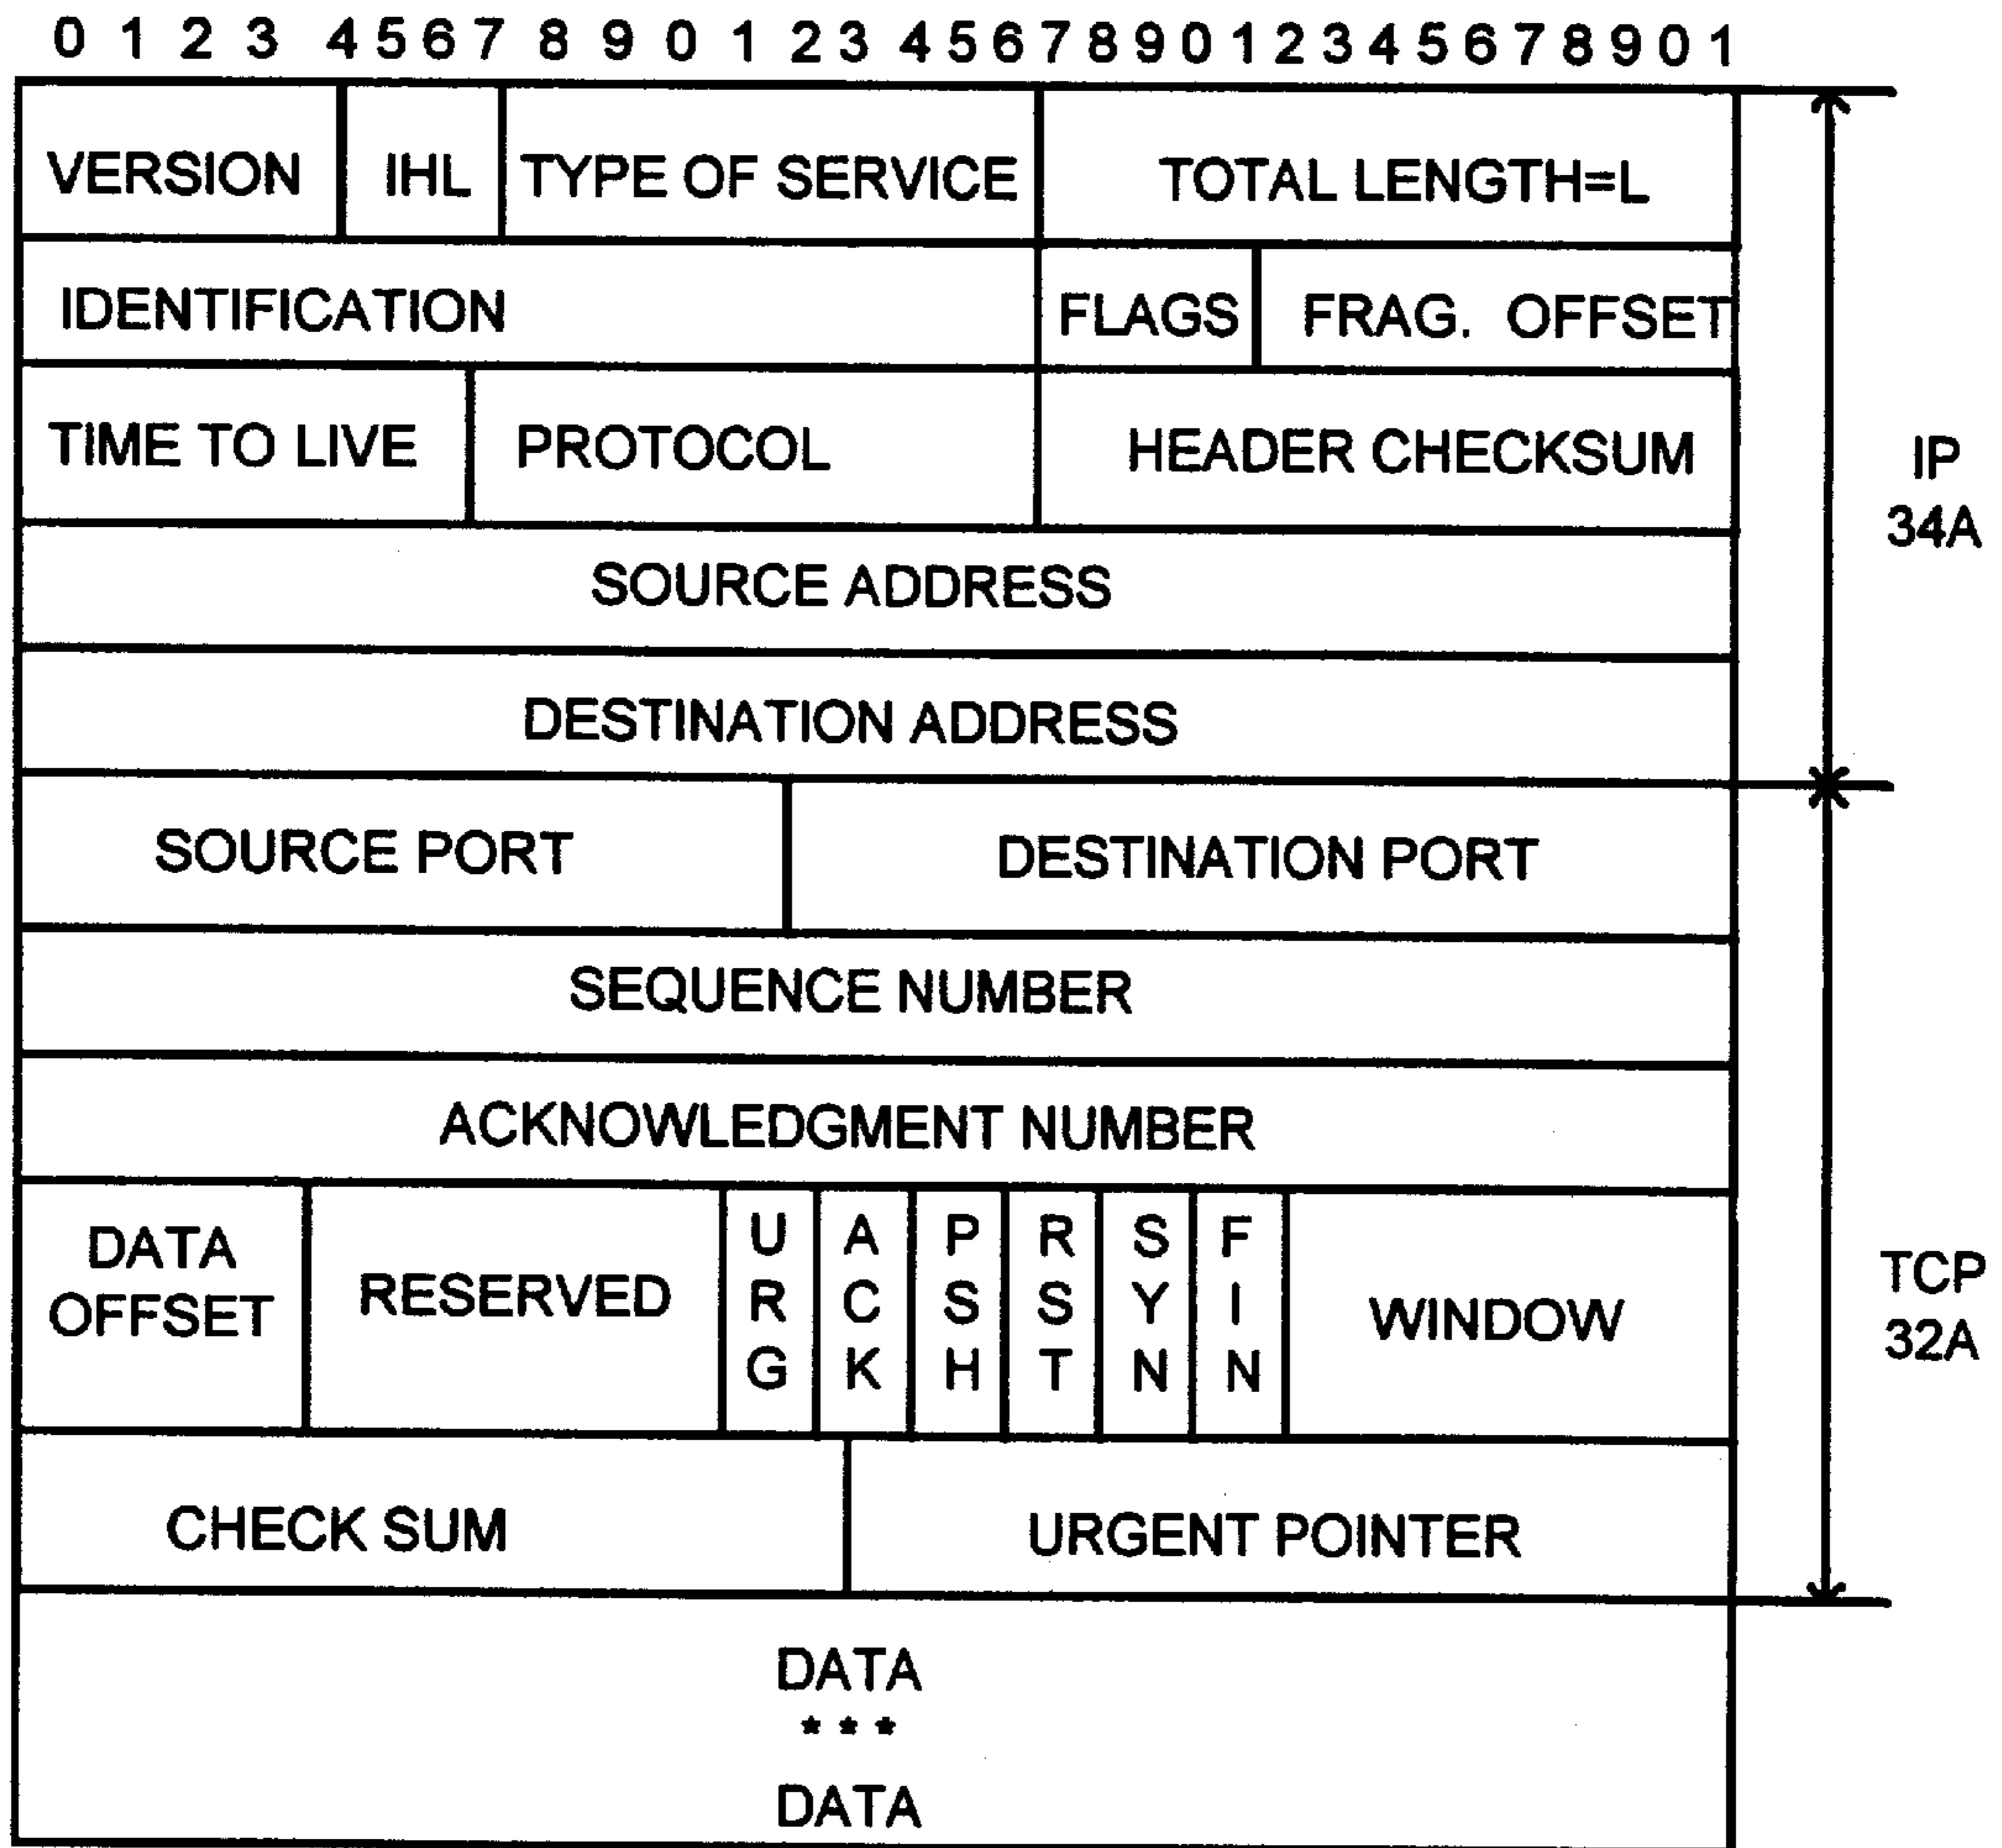 0 1 2 3 4 5 6 7 8 9 0 1 2 3 4 5 6 7 8 9 0 1 2 3 4 5 6 7 8 9 0 1
VERSION IHL TYPE OF SERVICE TOTAL LENGTH=L
IDENTIFICATION FLAGS FRAG. OFFSET
TIME TO LIVE PROTOCOL HEADER CHECKSUM
IP
34A
SOURCE ADDRESS
DESTINATION ADDRESS
SOURCE PORT DESTINATION PORT
SEQUENCE NUMBER
ACKNOWLEDGMENT NUMBER
DATA
OFFSET
RESERVED
URG
ACK
PSH
RST
SYN
FIN
WINDOW
TCP
32A
CHECK SUM URGENT POINTER
DATA
* * *
DATA